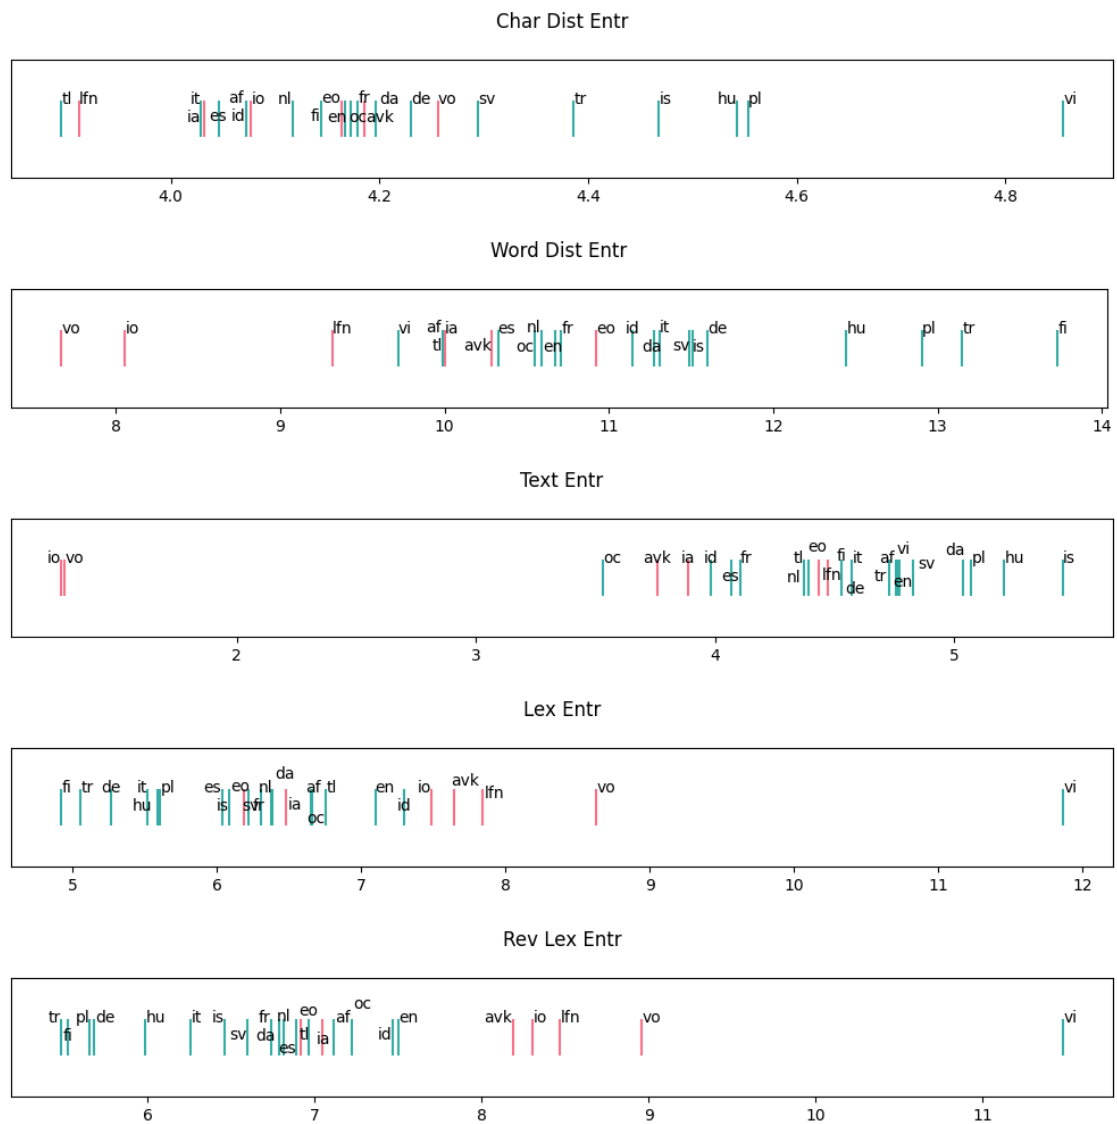 Char Dist Entr
tl lfn it af io nl eo fr da de vo sv tr is hu pl vi
ia es id fi en oc avk
4.0 4.2 4.4 4.6 4.8
Word Dist Entr
vo io lfn vi af ia es nl fr eo id it de hu pl tr fi
tl avk oc en da sv is
8 9 10 11 12 13 14
Text Entr
eo vi da
io vo oc avk ia id fr tl fi it af sv pl hu is
es nl lfn tr en
de
2 3 4 5
Lex Entr
da avk
fi tr de it pl es eo nl af tl en io lfn vo vi
hu is sv fr ia id
oc
5 6 7 8 9 10 11 12
Rev Lex Entr
eo oc
tr pl de hu it is fr nl af en avk io lfn vo vi
fi sv da tl ia id
es
6 7 8 9 10 11